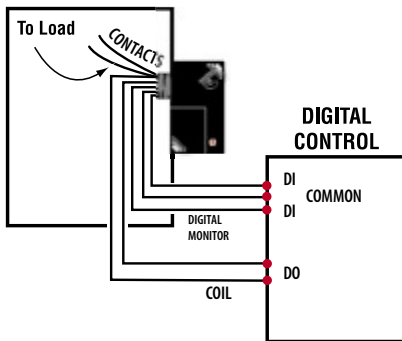 To Load
CONTACTS
DIGITAL
CONTROL
DI
COMMON
DI
DIGITAL
MONITOR
DO
COIL